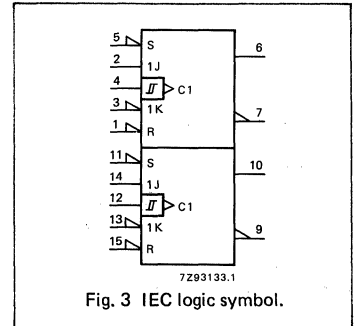 5 S 6
2 1J
4 C1
3 1K 7
1 R
11 S 10
14 1J
12 C1
13 1K 9
15 R
7Z93133.1
Fig. 3 IEC logic symbol.